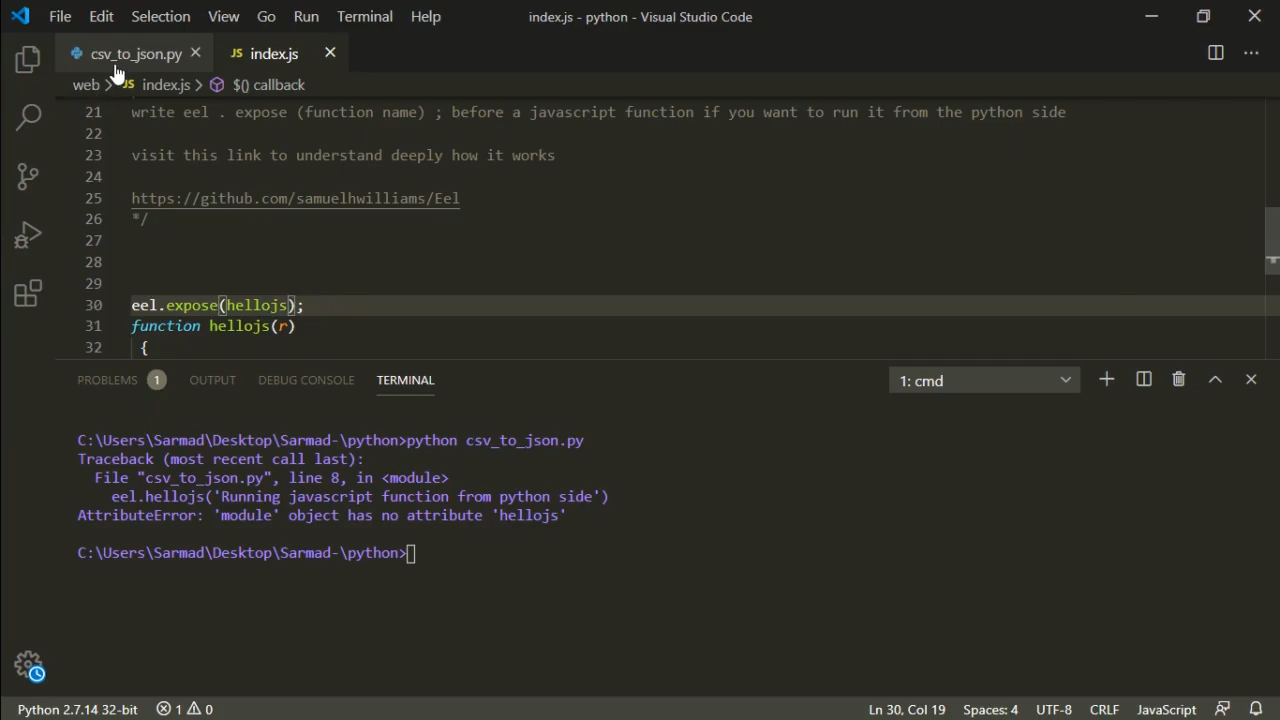 File Edit Selection View Go Run Terminal Help index.js - python - Visual Studio Code
csv_to_json.py JS index.js
web > JS index.js > $() callback
21 write eel . expose (function name) ; before a javascript function if you want to run it from the python side
22
23 visit this link to understand deeply how it works
24
25 https://github.com/samuelhwilliams/Eel
26 */
27
28
29
30 eel.expose(hellojs);
31 function hellojs(r)
32 {
PROBLEMS 1 OUTPUT DEBUG CONSOLE TERMINAL 1: cmd
C:\Users\Sarmad\Desktop\Sarmad-\python>python csv_to_json.py
Traceback (most recent call last):
File "csv_to_json.py", line 8, in <module>
eel.hellojs('Running javascript function from python side')
AttributeError: 'module' object has no attribute 'hellojs'
C:\Users\Sarmad\Desktop\Sarmad-\python>
Python 2.7.14 32-bit 1 0 Ln 30, Col 19 Spaces: 4 UTF-8 CRLF JavaScript